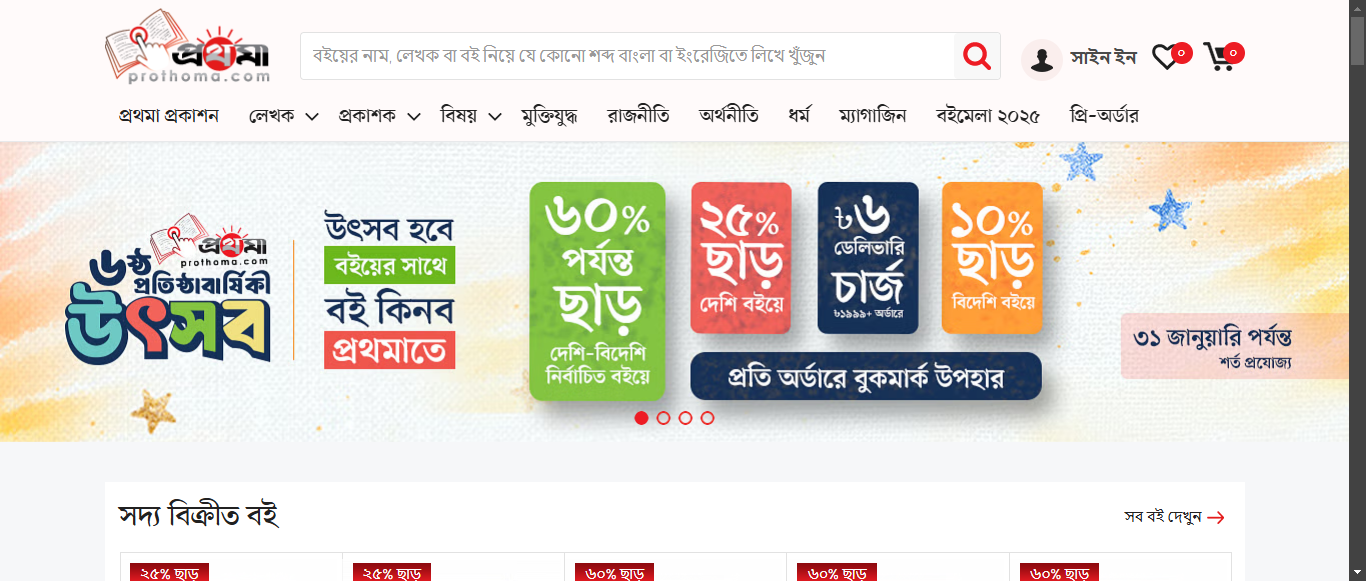 প্রথমা
prothoma.com
বইয়ের নাম, লেখক বা বই নিয়ে যে কোনো শব্দ বাংলা বা ইংরেজিতে লিখে খুঁজুন
সাইন ইন
০
০
প্রথমা প্রকাশন লেখক প্রকাশক বিষয় মুক্তিযুদ্ধ রাজনীতি অর্থনীতি ধর্ম ম্যাগাজিন বইমেলা ২০২৫ প্রি-অর্ডার
প্রথমা
prothoma.com
৬ষ্ঠ
প্রতিষ্ঠাবার্ষিকী
উৎসব
উৎসব হবে
বইয়ের সাথে
বই কিনব
প্রথমাতে
৬০%
পর্যন্ত
ছাড়
দেশি-বিদেশি
নির্বাচিত বইয়ে
২৫%
ছাড়
দেশি বইয়ে
৳৬
ডেলিভারি
চার্জ
৳১৯৯৯+ অর্ডারে
১০%
ছাড়
বিদেশি বইয়ে
প্রতি অর্ডারে বুকমার্ক উপহার
৩১ জানুয়ারি পর্যন্ত
শর্ত প্রযোজ্য
সদ্য বিক্রীত বই
সব বই দেখুন
২৫% ছাড় ২৫% ছাড় ৬০% ছাড় ৬০% ছাড় ৬০% ছাড়